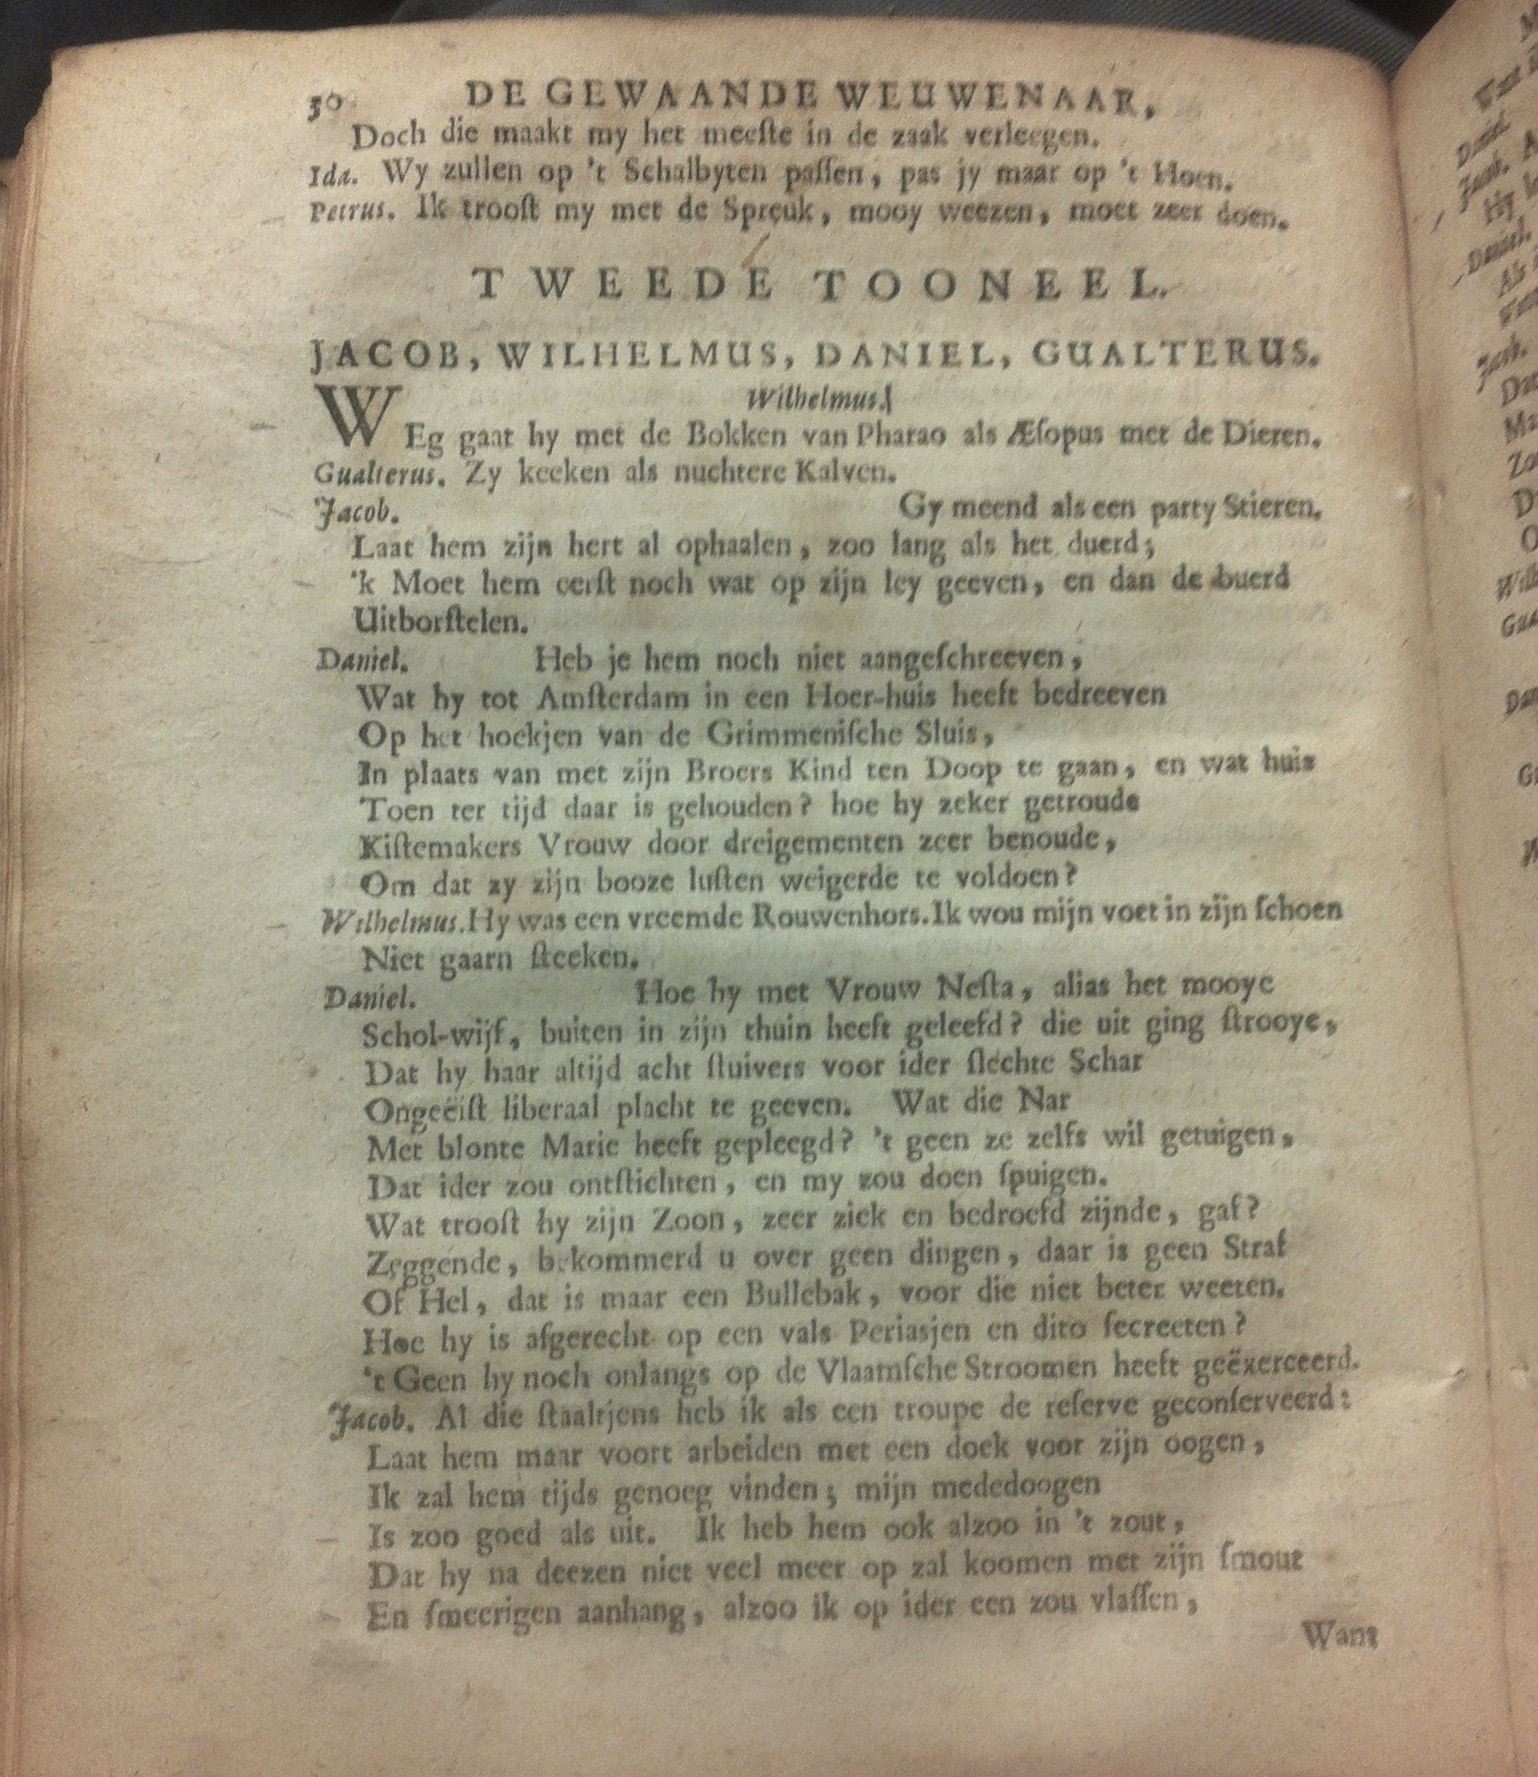 30 DE GEWAANDE WEUWENAAR,
Doch die maakt my het meeſte in de zaak verleegen.
Ida. Wy zullen op 't Schalbyten paſſen, pas jy maar op 't Hoen.
Petrus. Ik trooſt my met de Spreuk, mooy weezen, moet zeer doen.
TWEEDE TOONEEL.
JACOB, WILHELMUS, DANIEL, GUALTERUS.
Wilhelmus.
WEg gaat hy met de Bokken van Pharao als Æſopus met de Dieren.
Gualterus. Zy keeken als nuchtere Kalven.
Jacob. Gy meend als een party Stieren.
Laat hem zijn hert al ophaalen, zoo lang als het duerd;
'k Moet hem eerſt noch wat op zijn ley geeven, en dan de buerd
Uitborſtelen.
Daniel. Heb je hem noch niet aangeſchreeven,
Wat hy tot Amſterdam in een Hoer-huis heeft bedreeven
Op het hoekjen van de Grimmeniſche Sluis,
In plaats van met zijn Broers Kind ten Doop te gaan, en wat huis
Toen ter tijd daar is gehouden? hoe hy zeker getroude
Kiſtemakers Vrouw door dreigementen zeer benoude,
Om dat zy zijn booze luſten weigerde te voldoen?
Wilhelmus. Hy was een vreemde Rouwenhors. Ik wou mijn voet in zijn ſchoen
Niet gaarn ſteeken.
Daniel. Hoe hy met Vrouw Neſta, alias het mooye
Schol-wijf, buiten in zijn thuin heeft geleefd? die uit ging ſtrooye,
Dat hy haar altijd acht ſtuivers voor ider ſlechte Schar
Ongeëiſt liberaal placht te geeven. Wat die Nar
Met blonte Marie heeft gepleegd? 't geen ze zelfs wil getuigen,
Dat ider zou ontſtichten, en my zou doen ſpuigen.
Wat trooſt hy zijn Zoon, zeer ziek en bedroefd zijnde, gaf?
Zeggende, bekommerd u over geen dingen, daar is geen Straf
Of Hel, dat is maar een Bullebak, voor die niet beter weeten.
Hoe hy is afgerecht op een vals Periasjen en dito ſecreeten?
't Geen hy noch onlangs op de Vlaamſche Stroomen heeft geëxerceerd.
Jacob. Al die ſtaaltjens heb ik als een troupe de reſerve geconſerveerd:
Laat hem maar voort arbeiden met een doek voor zijn oogen,
Ik zal hem tijds genoeg vinden; mijn mededoogen
Is zoo goed als uit. Ik heb hem ook alzoo in 't zout,
Dat hy na deezen niet veel meer op zal koomen met zijn ſmout
En ſmeerigen aanhang, alzoo ik op ider een zou vlaſſen,
Want